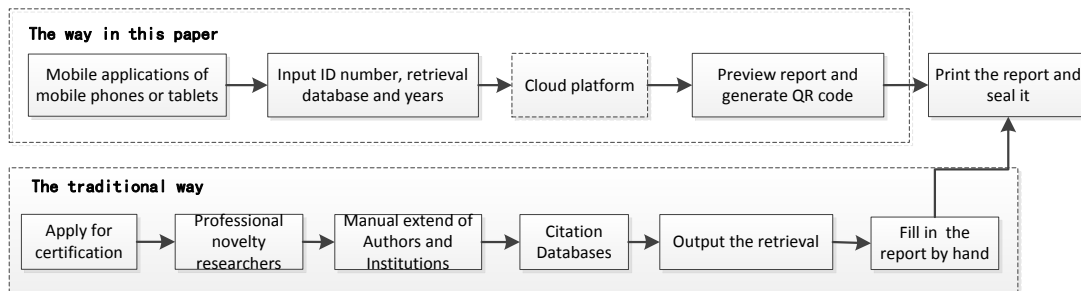 The way in this paper
Mobile applications of
mobile phones or tablets
Input ID number, retrieval
database and years
Cloud platform
Preview report and
generate QR code
Print the report and
seal it
The traditional way
Apply for
certification
Professional
novelty
researchers
Manual extend of
Authors and
Institutions
Citation
Databases
Output the retrieval
Fill in the
report by hand